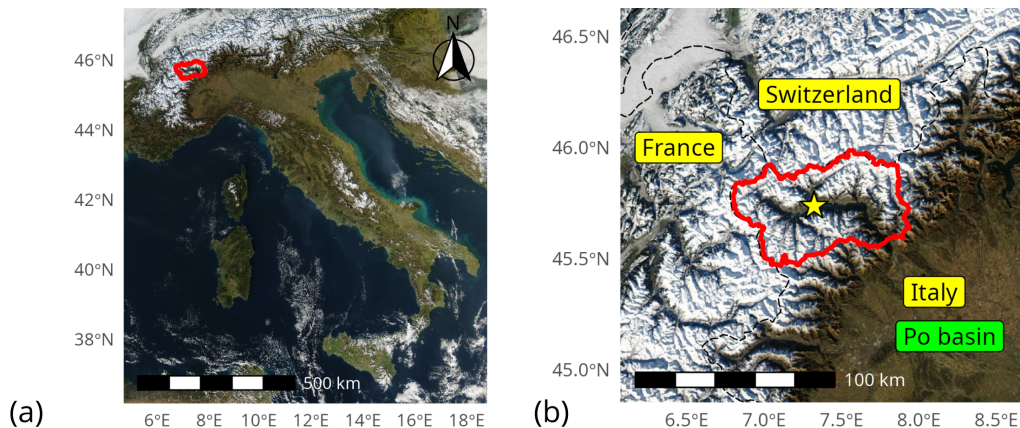 N
46°N
44°N
42°N
40°N
38°N
500 km
6°E 8°E 10°E 12°E 14°E 16°E 18°E
(a)
46.5°N
46.0°N
45.5°N
45.0°N
Switzerland
France
Italy
Po basin
100 km
6.5°E 7.0°E 7.5°E 8.0°E 8.5°E
(b)